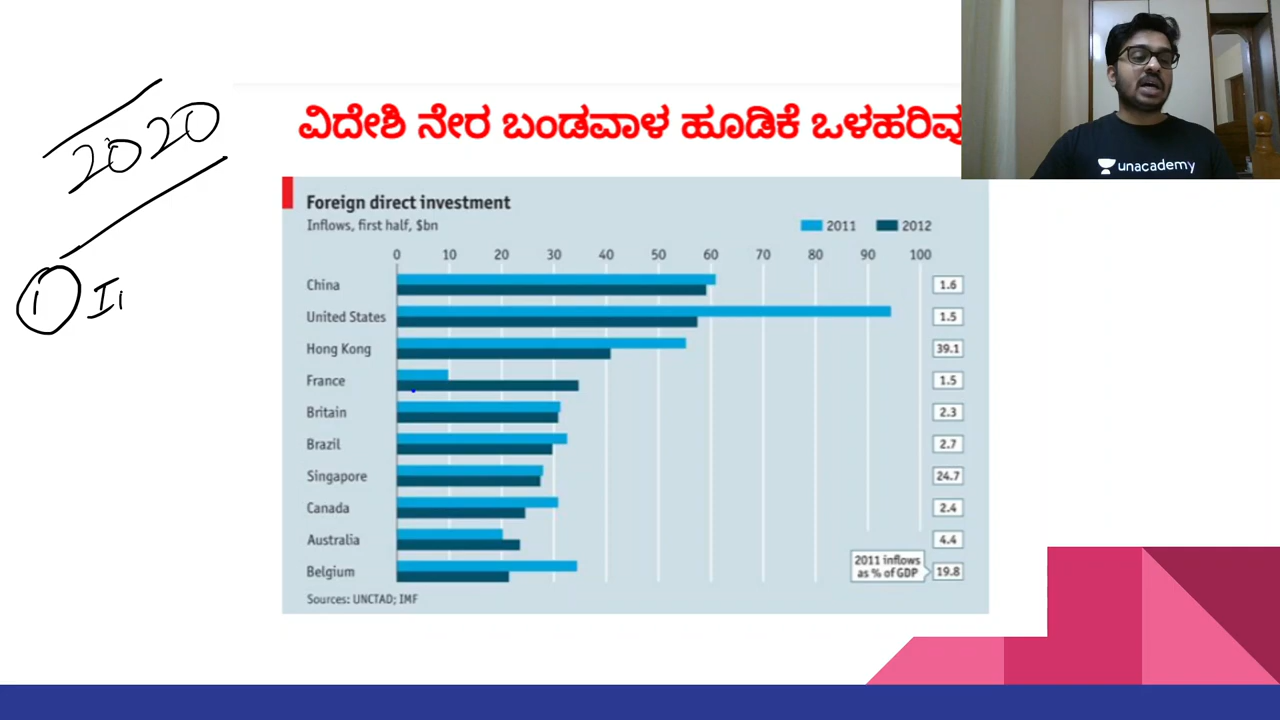 2020
① In
ವಿದೇಶಿ ನೇರ ಬಂಡವಾಳ ಹೂಡಿಕೆ ಒಳಹರಿವು
unacademy
Foreign direct investment
Inflows, first half, $bn
2011 2012
0 10 20 30 40 50 60 70 80 90 100
China 1.6
United States 1.5
Hong Kong 39.1
France 1.5
Britain 2.3
Brazil 2.7
Singapore 24.7
Canada 2.4
Australia 4.4
Belgium 19.8
2011 inflows
as % of GDP
Sources: UNCTAD; IMF